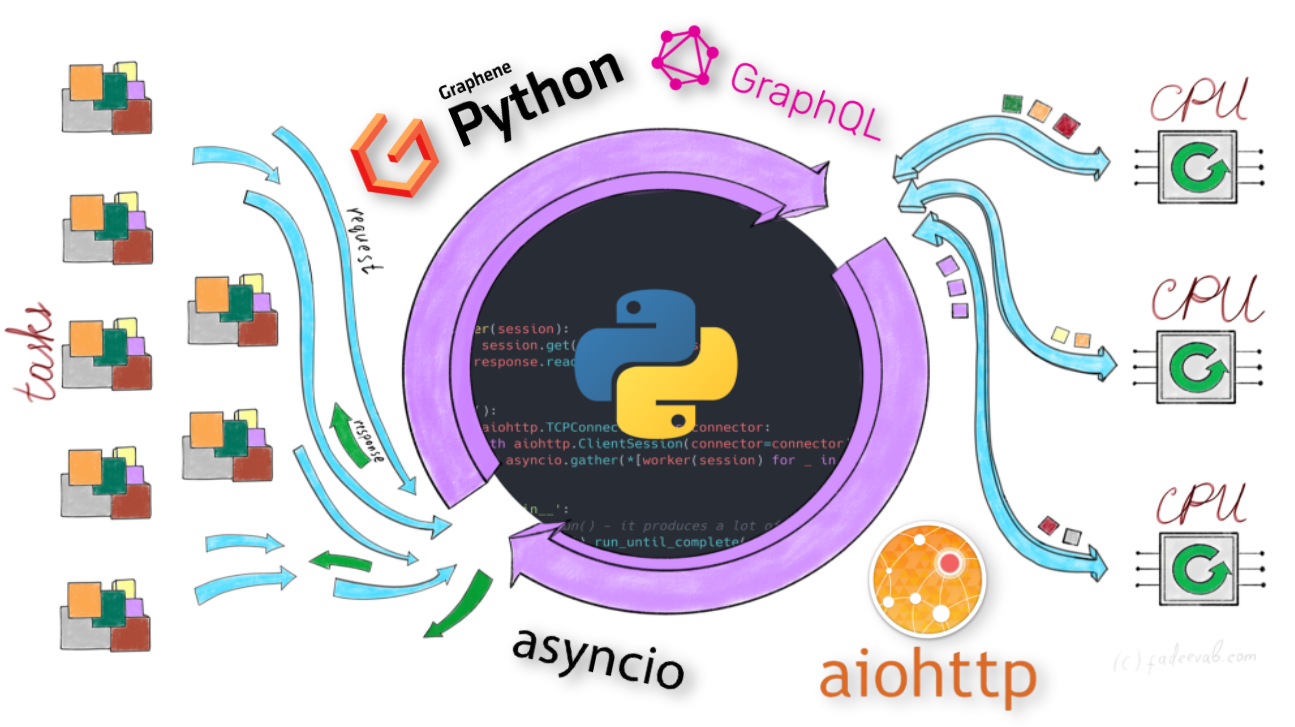 Graphene
Python
GraphQL
CPU
request
tasks
CPU
er(session):
session.get(
response.read
):
aiohttp.TCPConnec connector:
th aiohttp.ClientSession(connector=connector)
asyncio.gather(*[worker(session) for _ in
response
CPU
in__':
un() - it produces a lot of
).run_until_complete(
asyncio
aiohttp
(c) fadeevab.com